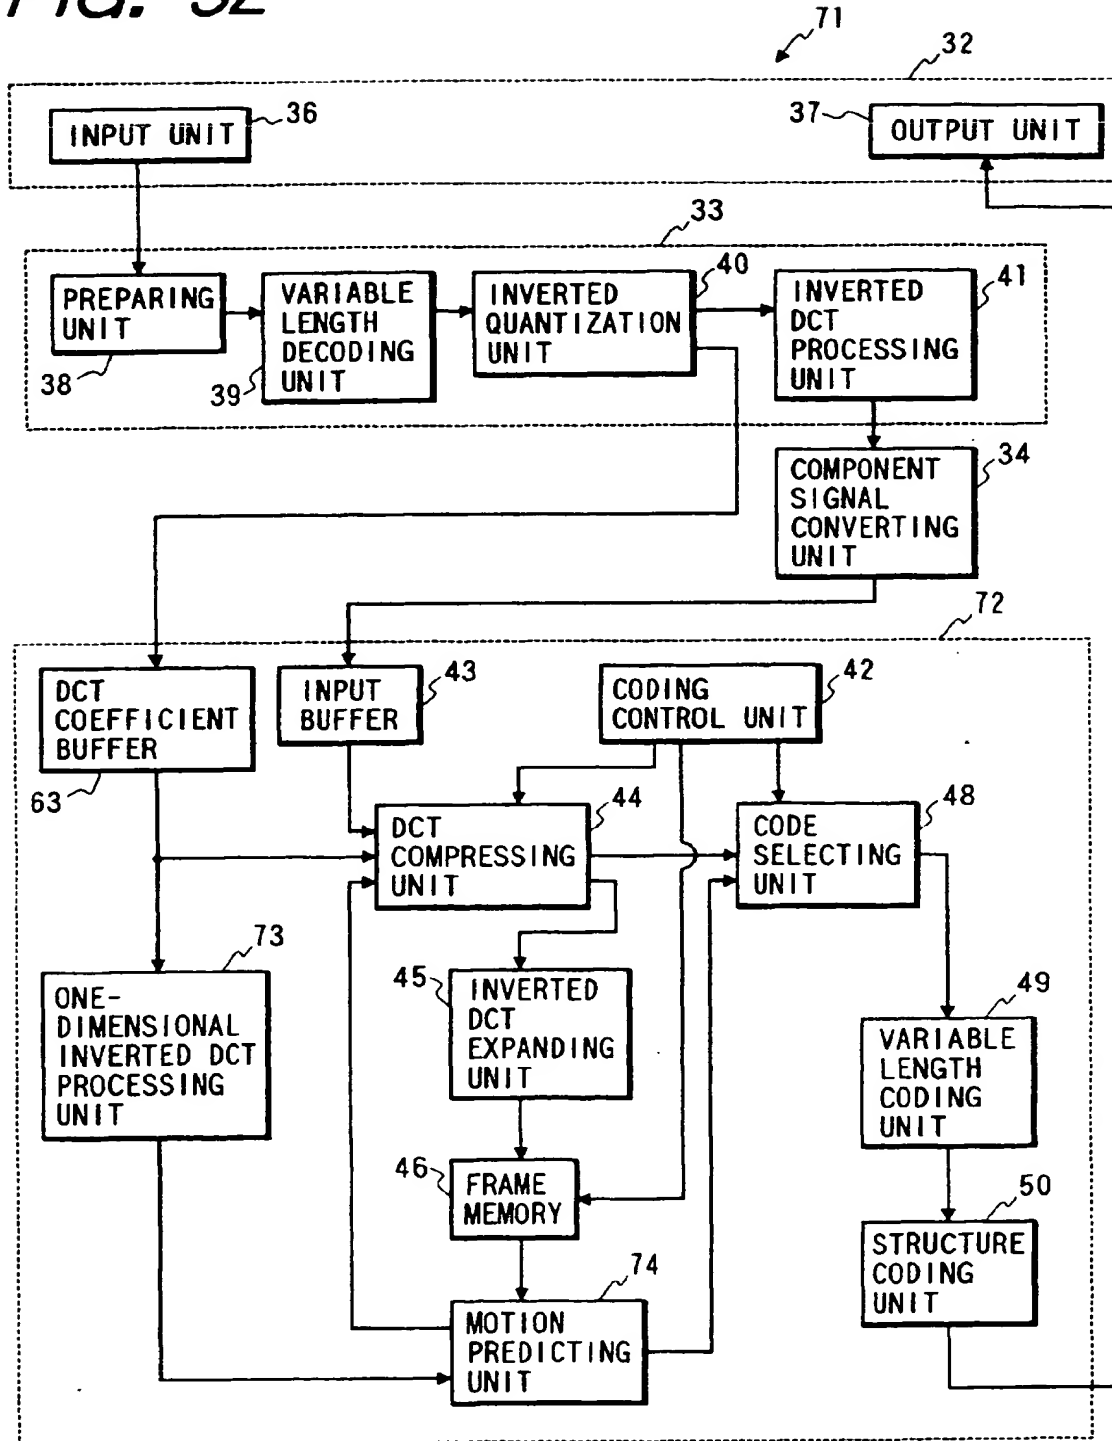 FIG. 32
71
32
INPUT UNIT
36
37
OUTPUT UNIT
33
PREPARING
UNIT
38
VARIABLE
LENGTH
DECODING
UNIT
39
INVERTED
QUANTIZATION
UNIT
40
INVERTED
DCT
PROCESSING
UNIT
41
COMPONENT
SIGNAL
CONVERTING
UNIT
34
72
DCT
COEFFICIENT
BUFFER
63
INPUT
BUFFER
43
CODING
CONTROL UNIT
42
DCT
COMPRESSING
UNIT
44
CODE
SELECTING
UNIT
48
73
ONE-
DIMENSIONAL
INVERTED DCT
PROCESSING
UNIT
45
INVERTED
DCT
EXPANDING
UNIT
49
VARIABLE
LENGTH
CODING
UNIT
46
FRAME
MEMORY
50
STRUCTURE
CODING
UNIT
74
MOTION
PREDICTING
UNIT